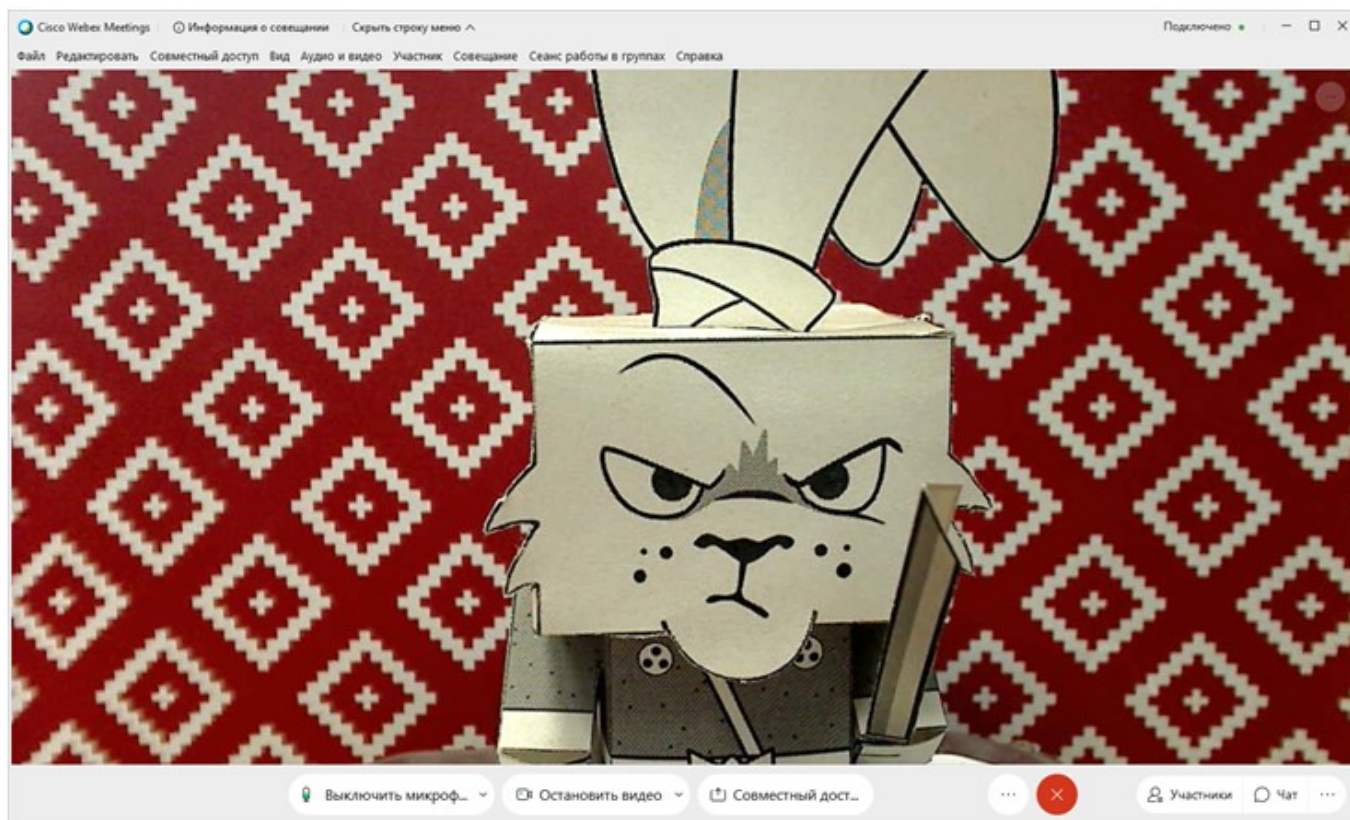 Cisco Webex Meetings Информация о совещании Скрыть строку меню Подключено
Файл Редактировать Совместный доступ Вид Аудио и видео Участник Совещание Сеанс работы в группах Справка
Выключить микроф... Остановить видео Совместный дост... Участники Чат